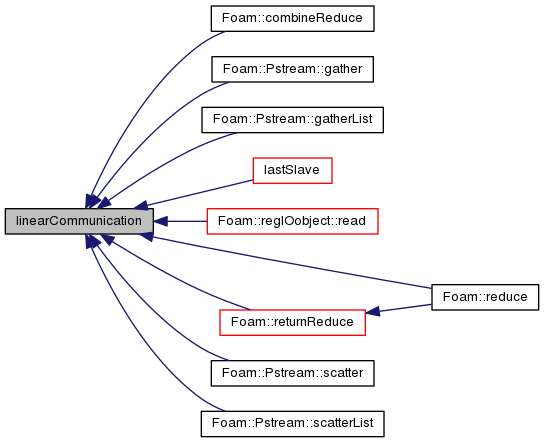 Foam::combineReduce
Foam::Pstream::gather
Foam::Pstream::gatherList
lastSlave
linearCommunication
Foam::regIOobject::read
Foam::reduce
Foam::returnReduce
Foam::Pstream::scatter
Foam::Pstream::scatterList